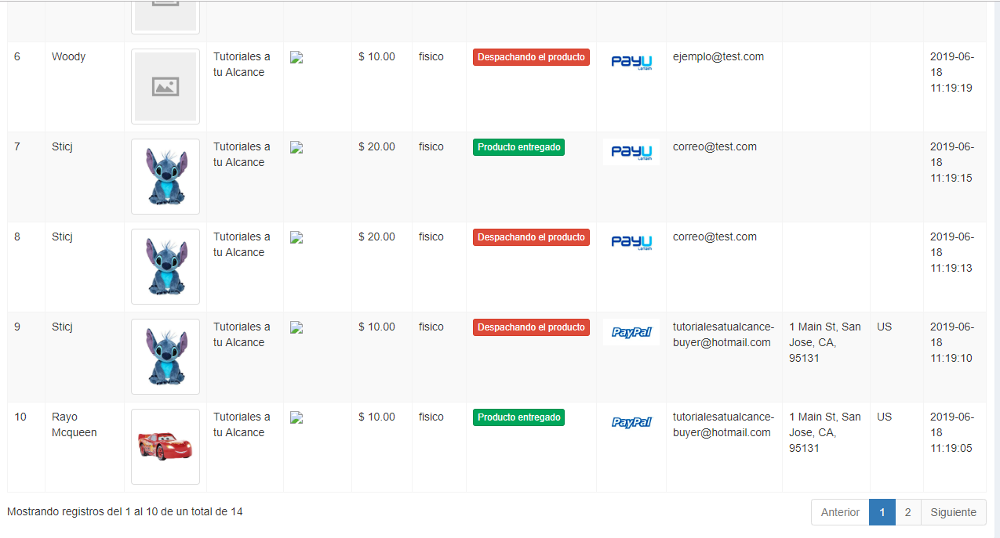 6 Woody Tutoriales a $ 10.00 fisico Despachando el producto PayU ejemplo@test.com 2019-06-
tu Alcance Latam 18
11:19:19
7 Sticj Tutoriales a $ 20.00 fisico Producto entregado PayU correo@test.com 2019-06-
tu Alcance Latam 18
11:19:15
8 Sticj Tutoriales a $ 20.00 fisico Despachando el producto PayU correo@test.com 2019-06-
tu Alcance Latam 18
11:19:13
9 Sticj Tutoriales a $ 10.00 fisico Despachando el producto PayPal tutorialesatualcance- 1 Main St, San US 2019-06-
tu Alcance buyer@hotmail.com Jose, CA, 18
95131 11:19:10
10 Rayo Tutoriales a $ 10.00 fisico Producto entregado PayPal tutorialesatualcance- 1 Main St, San US 2019-06-
Mcqueen tu Alcance buyer@hotmail.com Jose, CA, 18
95131 11:19:05
Mostrando registros del 1 al 10 de un total de 14 Anterior 1 2 Siguiente